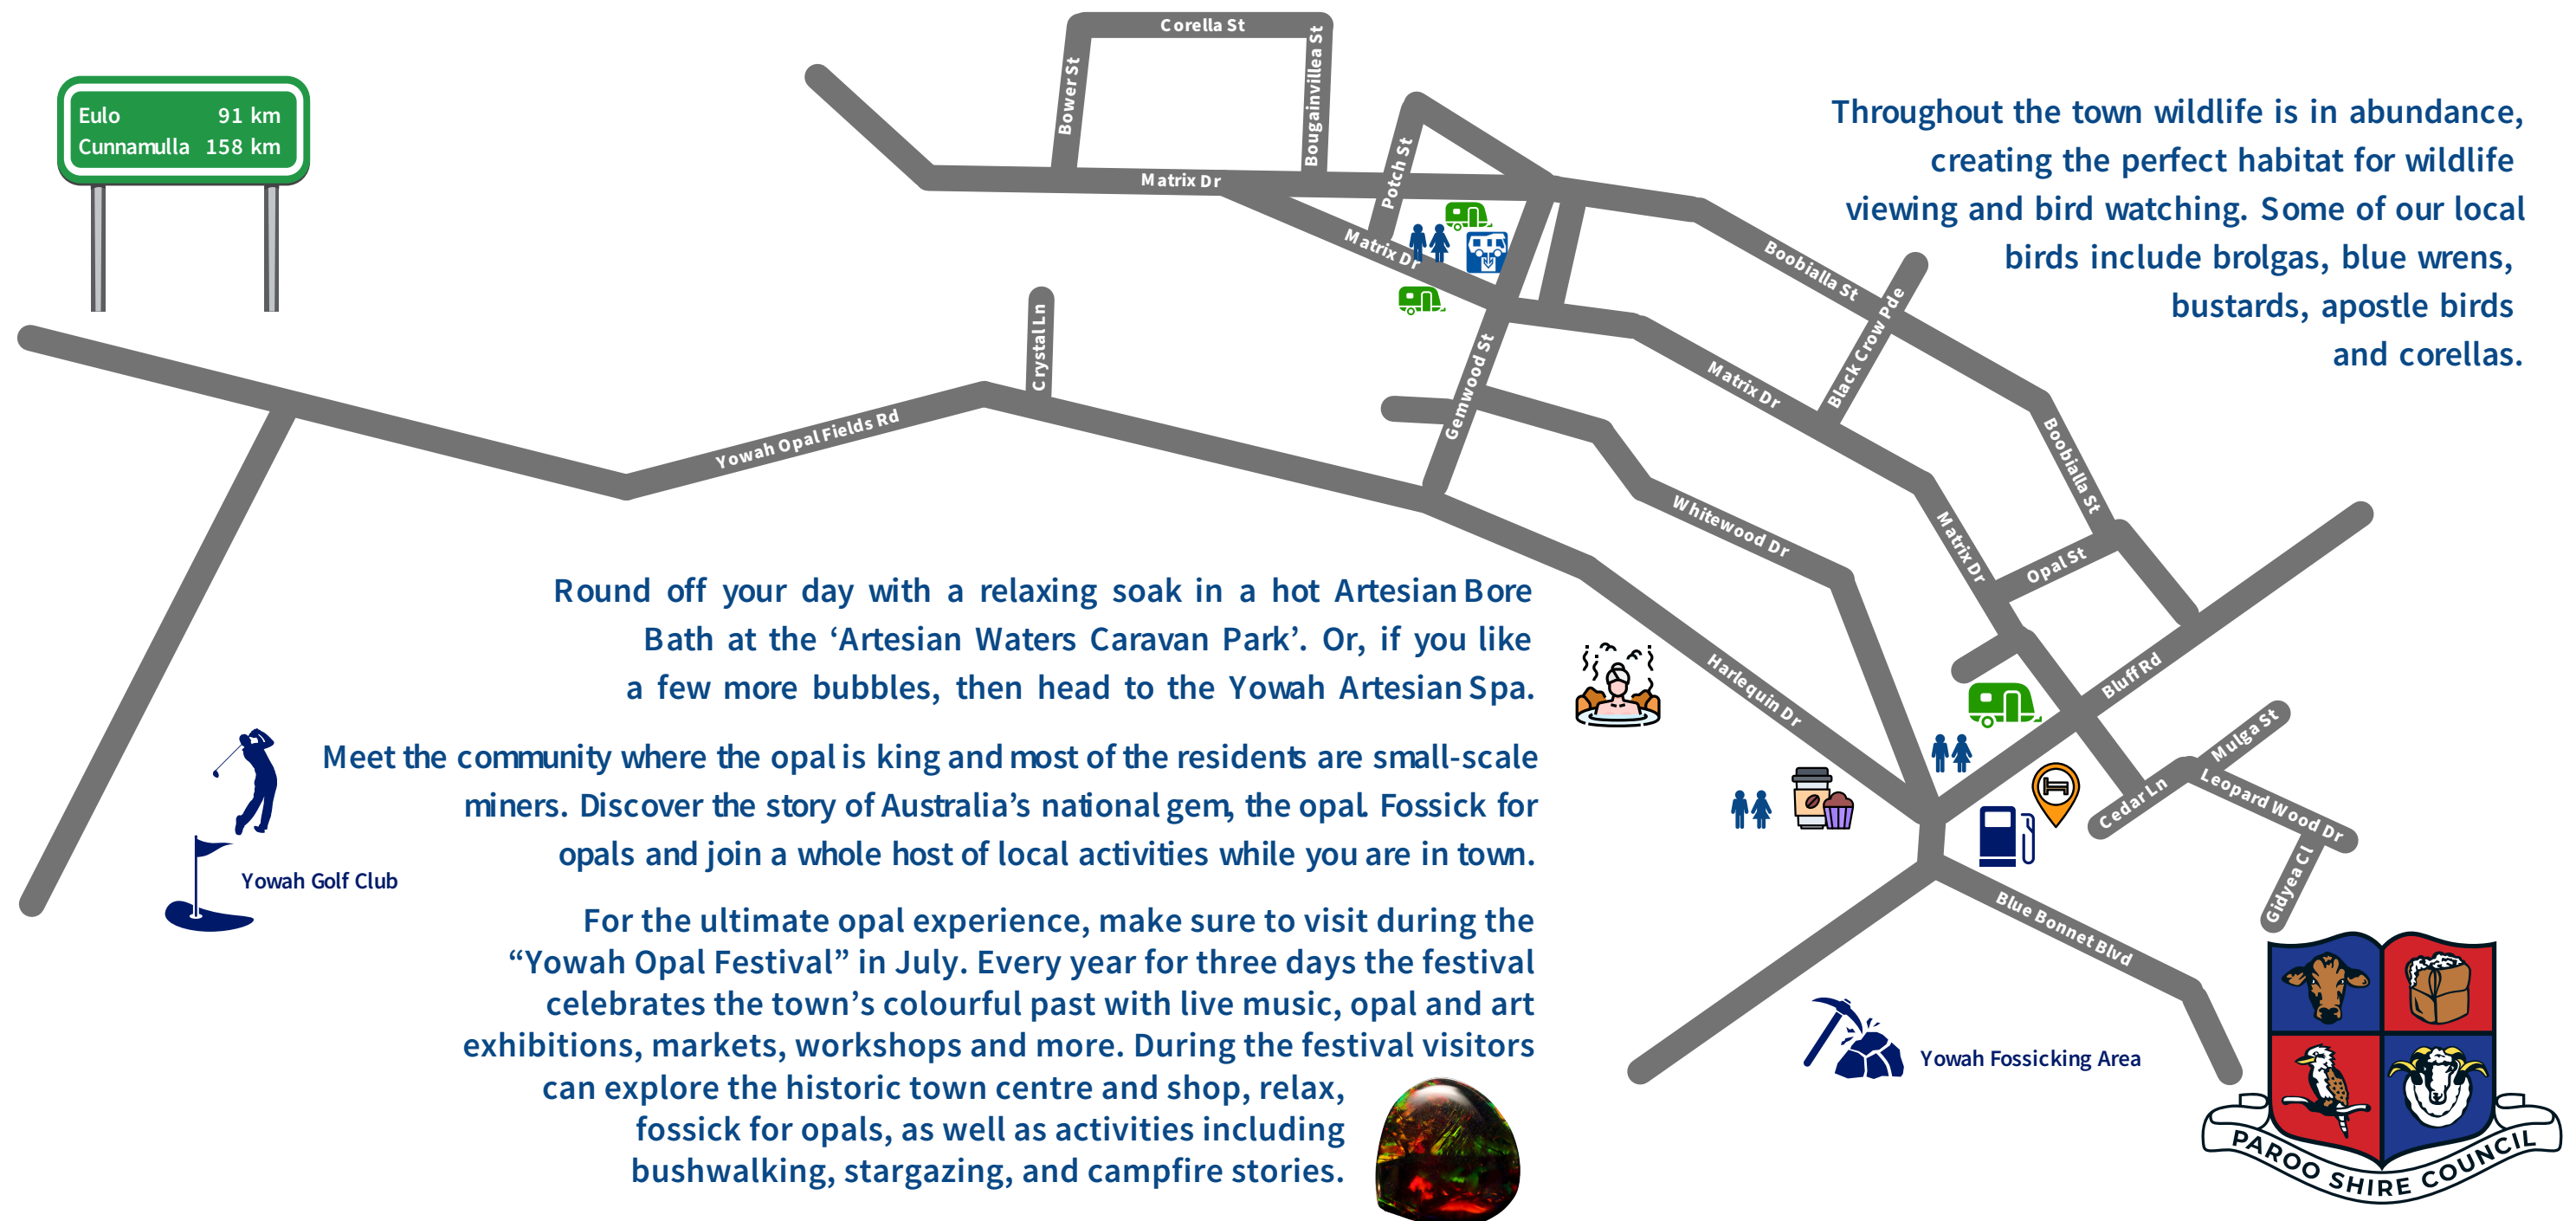 Corella St
Bower St
Bougainvillea St
Eulo 91 km
Cunnamulla 158 km
Throughout the town wildlife is in abundance,
creating the perfect habitat for wildlife
viewing and bird watching. Some of our local
birds include brolgas, blue wrens,
bustards, apostle birds
and corellas.
Matrix Dr
Potch St
Matrix Dr
Boobialla St
Black Crow Pde
Crystal Ln
Gemwood St
Matrix Dr
Yowah Opal Fields Rd
Boobialla St
Whitewood Dr
Matrix Dr
Opal St
Round off your day with a relaxing soak in a hot Artesian Bore
Bath at the ‘Artesian Waters Caravan Park’. Or, if you like
a few more bubbles, then head to the Yowah Artesian Spa.
Harlequin Dr
Bluff Rd
Mulga St
Cedar Ln
Leopard Wood Dr
Gidyea Cl
Meet the community where the opal is king and most of the residents are small-scale
miners. Discover the story of Australia’s national gem, the opal. Fossick for
opals and join a whole host of local activities while you are in town.
Yowah Golf Club
Blue Bonnet Blvd
For the ultimate opal experience, make sure to visit during the
“Yowah Opal Festival” in July. Every year for three days the festival
celebrates the town’s colourful past with live music, opal and art
exhibitions, markets, workshops and more. During the festival visitors
can explore the historic town centre and shop, relax,
fossick for opals, as well as activities including
bushwalking, stargazing, and campfire stories.
Yowah Fossicking Area
PAROO SHIRE COUNCIL